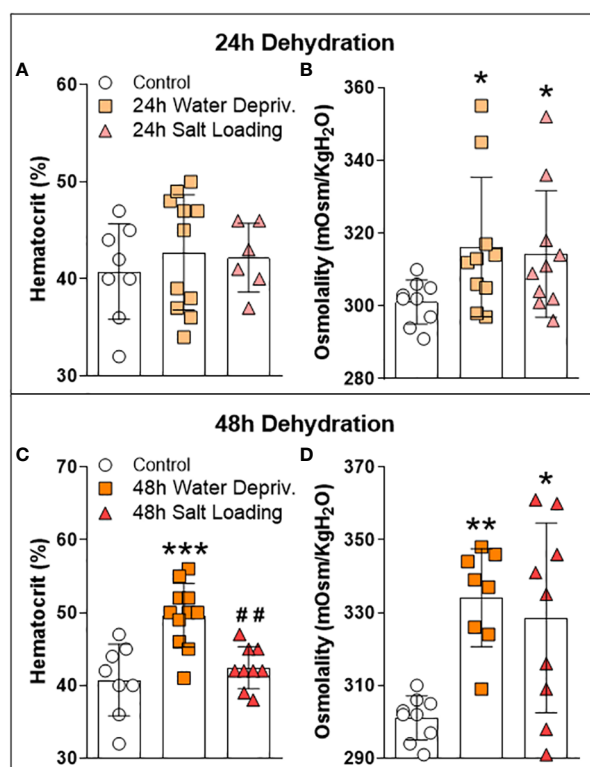 24h Dehydration
A
Control
24h Water Depriv.
24h Salt Loading
Hematocrit (%)
60
50
40
30
B
*
*
Osmolality (mOsm/KgH2O)
360
340
320
300
280
48h Dehydration
C
Control
48h Water Depriv.
48h Salt Loading
***
##
Hematocrit (%)
70
60
50
40
30
D
**
*
Osmolality (mOsm/KgH2O)
370
350
330
310
290